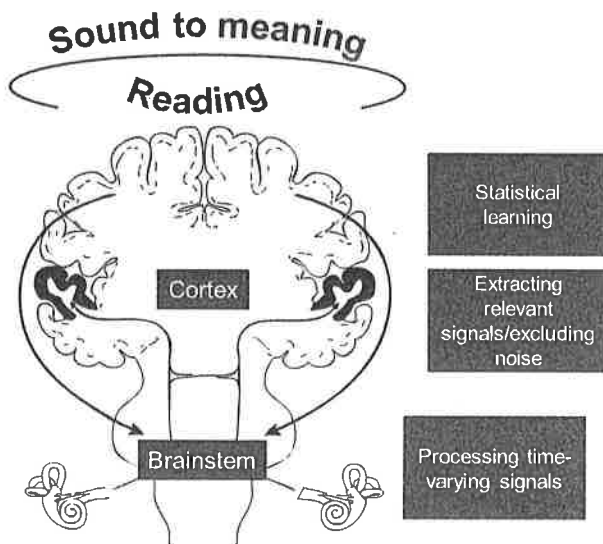 Sound to meaning
Reading
Statistical
learning
Cortex
Extracting
relevant
signals/excluding
noise
Brainstem
Processing time-
varying signals